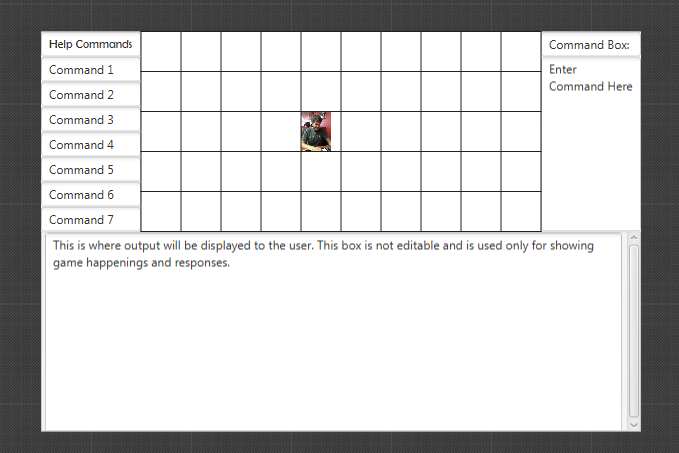 Help Commands
Command 1
Command 2
Command 3
Command 4
Command 5
Command 6
Command 7
Command Box:
Enter
Command Here
This is where output will be displayed to the user. This box is not editable and is used only for showing
game happenings and responses.